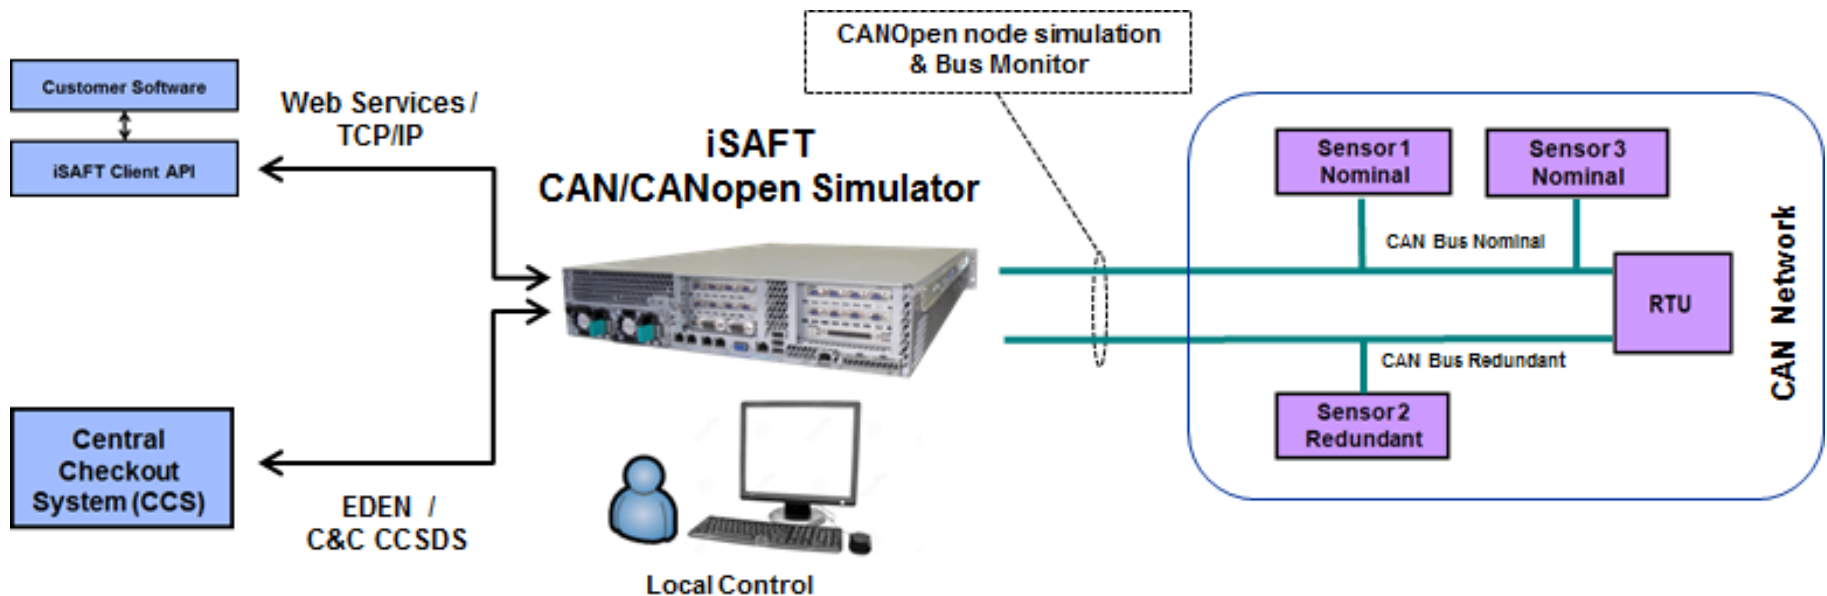 CANOpen node simulation
& Bus Monitor
Customer Software
iSAFT Client API
Web Services /
TCP/IP
iSAFT
CAN/CANopen Simulator
Sensor 1
Nominal
Sensor 3
Nominal
CAN Bus Nominal
RTU
CAN Network
CAN Bus Redundant
Sensor 2
Redundant
Central
Checkout
System (CCS)
EDEN /
C&C CCSDS
Local Control